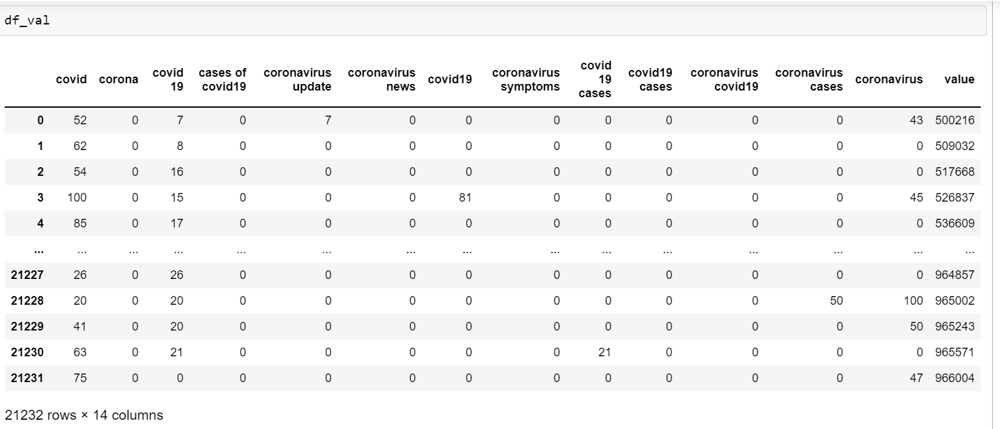 df_val
covid corona covid 19 cases of covid19 coronavirus update coronavirus news covid19 coronavirus symptoms covid 19 cases covid19 cases coronavirus covid19 coronavirus cases coronavirus value
0 52 0 7 0 7 0 0 0 0 0 0 0 43 500216
1 62 0 8 0 0 0 0 0 0 0 0 0 0 509032
2 54 0 16 0 0 0 0 0 0 0 0 0 0 517668
3 100 0 15 0 0 0 81 0 0 0 0 0 45 526837
4 85 0 17 0 0 0 0 0 0 0 0 0 0 536609
... ... ... ... ... ... ... ... ... ... ... ... ... ... ...
21227 26 0 26 0 0 0 0 0 0 0 0 0 0 964857
21228 20 0 20 0 0 0 0 0 0 0 0 50 100 965002
21229 41 0 20 0 0 0 0 0 0 0 0 0 50 965243
21230 63 0 21 0 0 0 0 0 21 0 0 0 0 965571
21231 75 0 0 0 0 0 0 0 0 0 0 0 47 966004
21232 rows × 14 columns